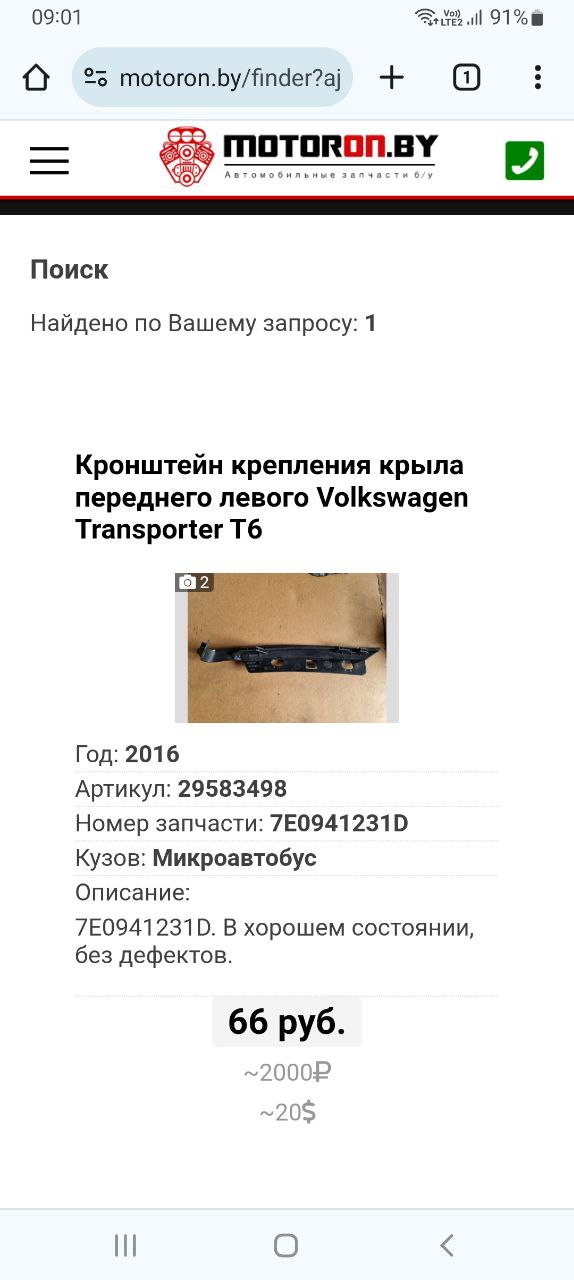 09:01
Vo)) LTE2 91%
motoron.by/finder?aj
1
MOTORON.BY
Автомобильные запчасти б/у
Поиск
Найдено по Вашему запросу: 1
Кронштейн крепления крыла
переднего левого Volkswagen
Transporter T6
2
Год: 2016
Артикул: 29583498
Номер запчасти: 7E0941231D
Кузов: Микроавтобус
Описание:
7E0941231D. В хорошем состоянии,
без дефектов.
66 руб.
~2000₽
~20$